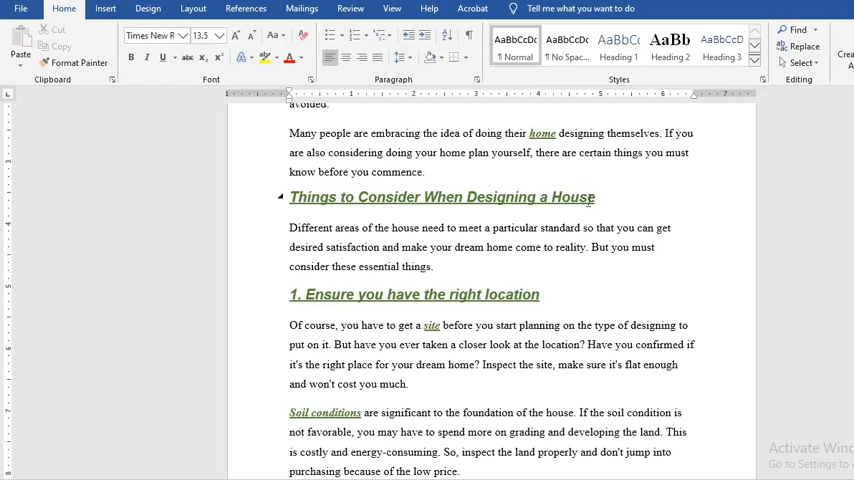 File Home Insert Design Layout References Mailings Review View Help Acrobat Tell me what you want to do
Cut
Copy
Paste
Format Painter
Clipboard
Times New R 13.5
Aa
B I U
Font
Paragraph
AaBbCcDc AaBbCcDc AaBbCc AaBb AaBbCcD
¶ Normal ¶ No Spac... Heading 1 Heading 2 Heading 3
Styles
Find
Replace
Select
Editing
Crea
1 1 2 3 4 5 6 7
avoided.
Many people are embracing the idea of doing their home designing themselves. If you
are also considering doing your home plan yourself, there are certain things you must
know before you commence.
Things to Consider When Designing a House
Different areas of the house need to meet a particular standard so that you can get
desired satisfaction and make your dream home come to reality. But you must
consider these essential things.
1. Ensure you have the right location
Of course, you have to get a site before you start planning on the type of designing to
put on it. But have you ever taken a closer look at the location? Have you confirmed if
it's the right place for your dream home? Inspect the site, make sure it's flat enough
and won't cost you much.
Soil conditions are significant to the foundation of the house. If the soil condition is
not favorable, you may have to spend more on grading and developing the land. This
is costly and energy-consuming. So, inspect the land properly and don't jump into
purchasing because of the low price.
Activate Wind
Go to Settings to